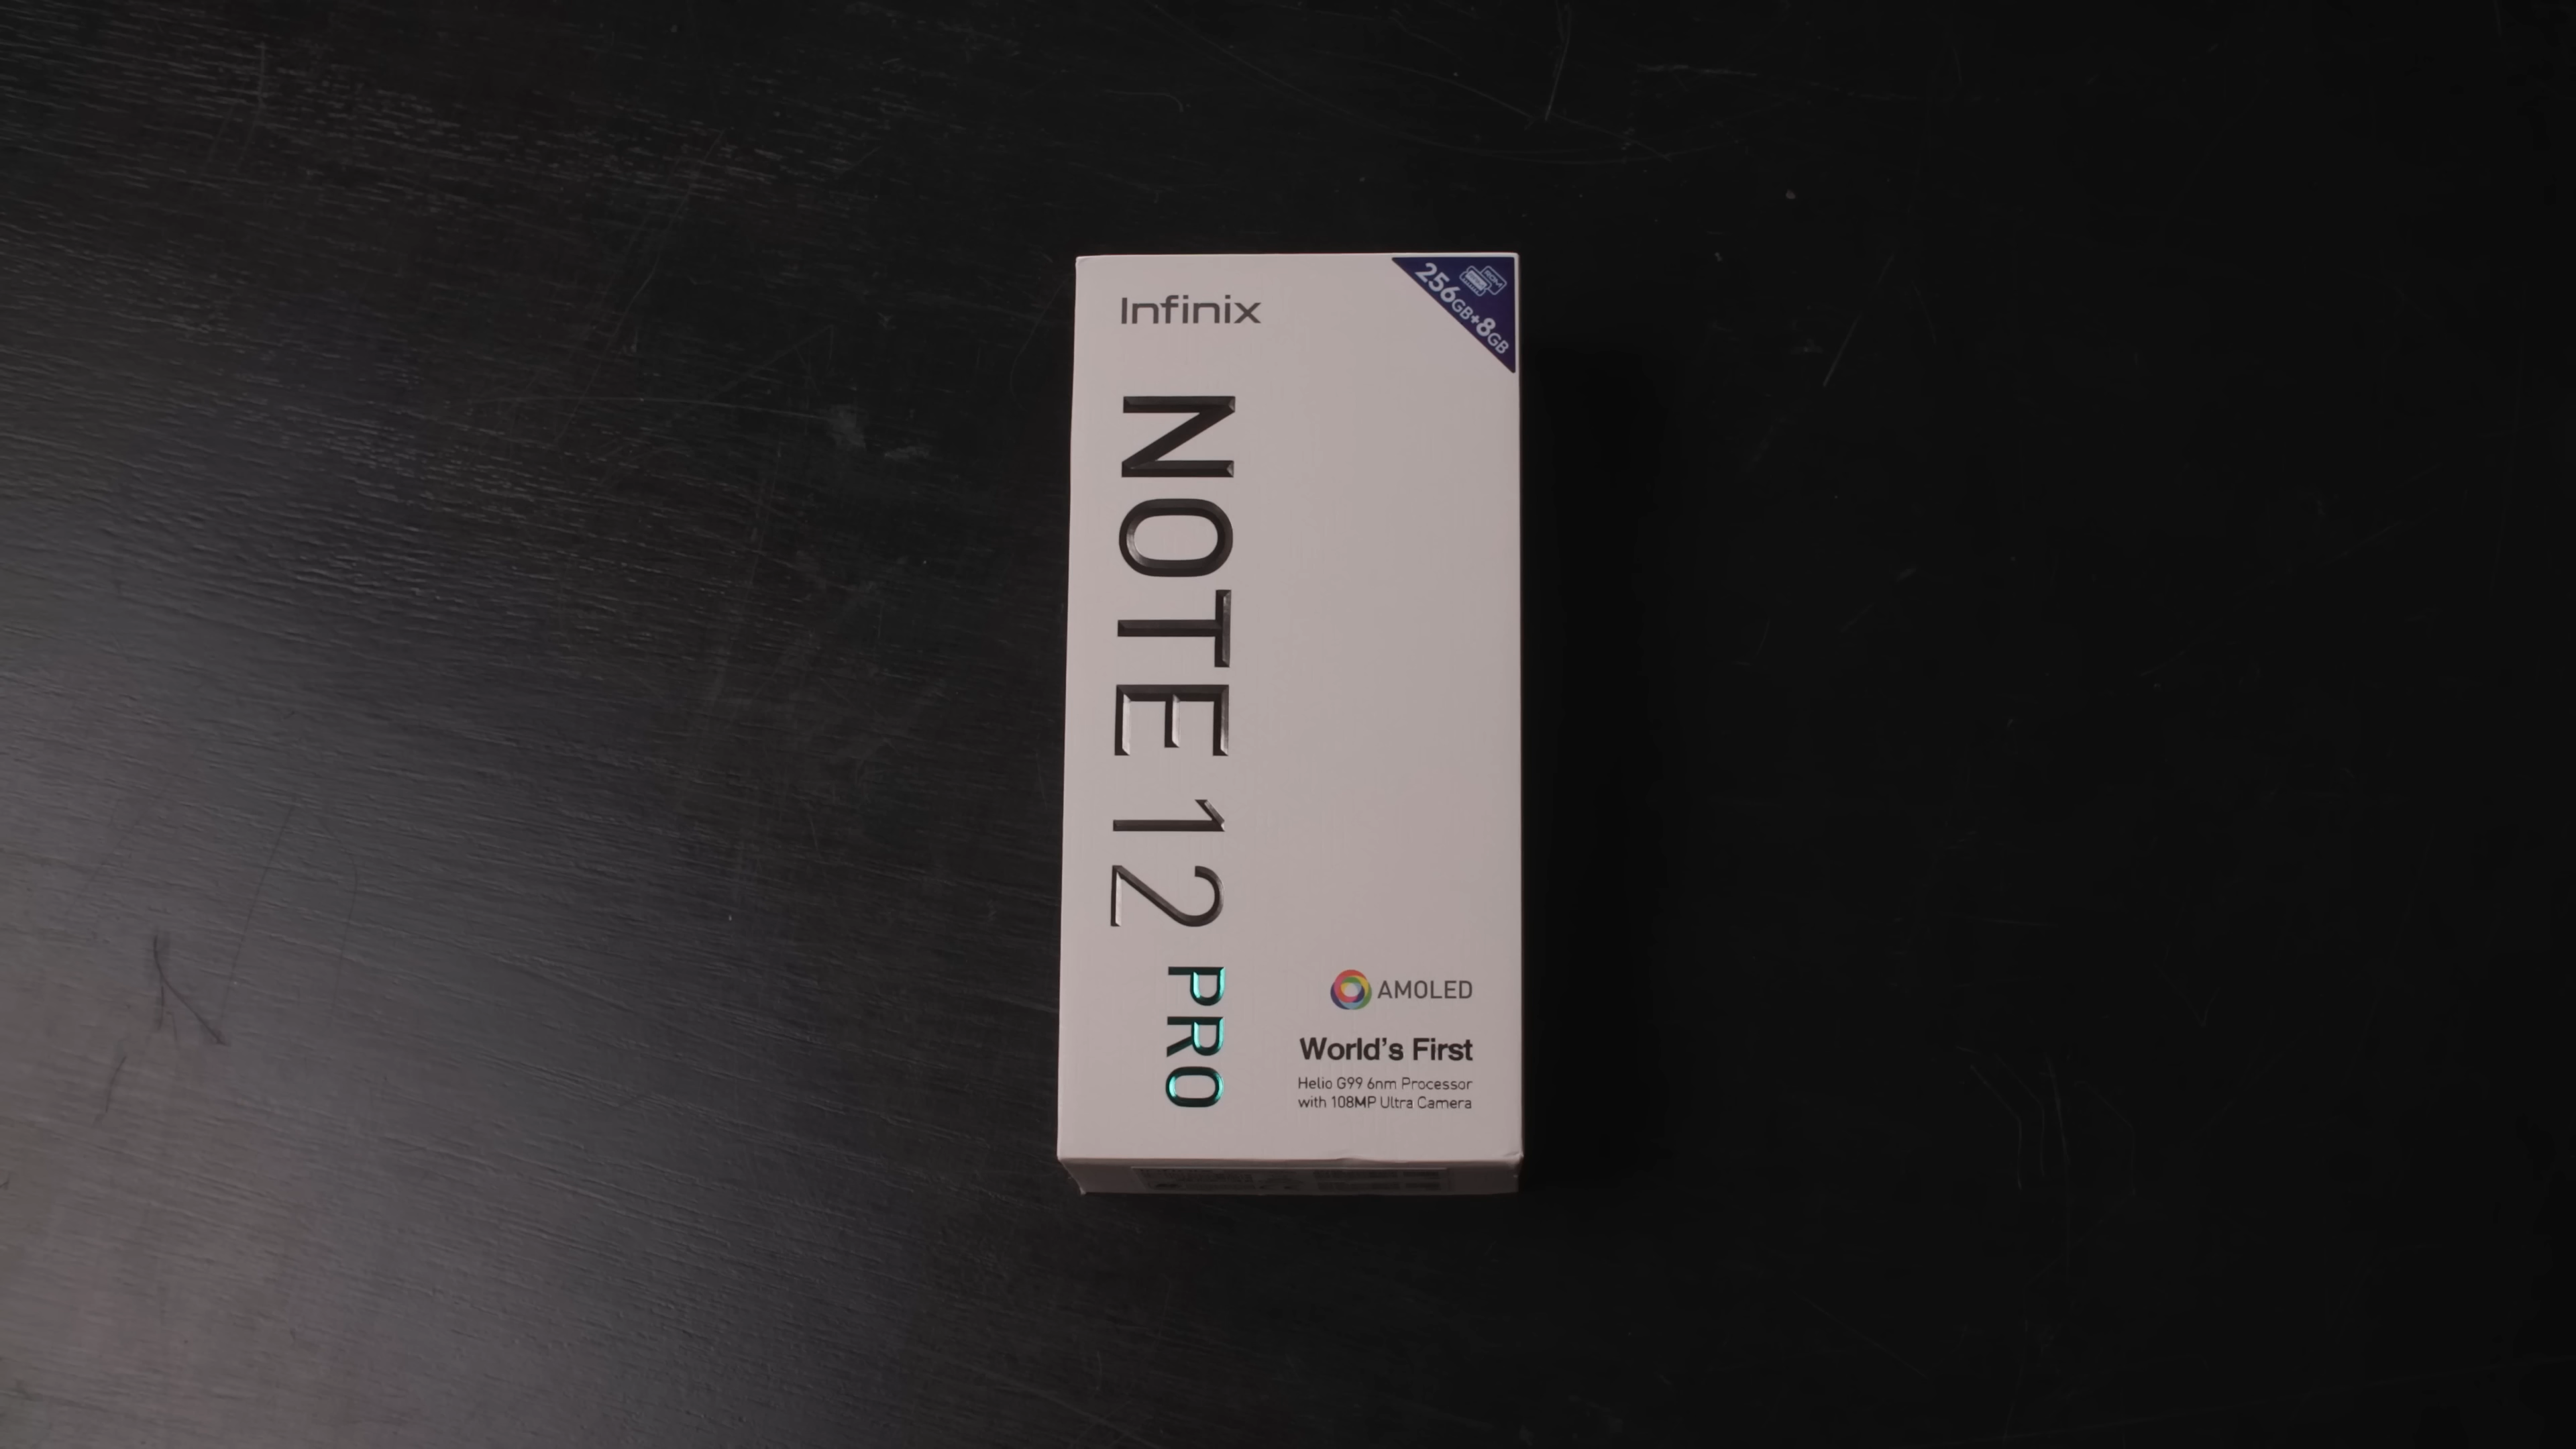 Infinix
256GB+8GB
NOTE 12 PRO
AMOLED
World's First
Helio G99 6nm Processor
with 108MP Ultra Camera